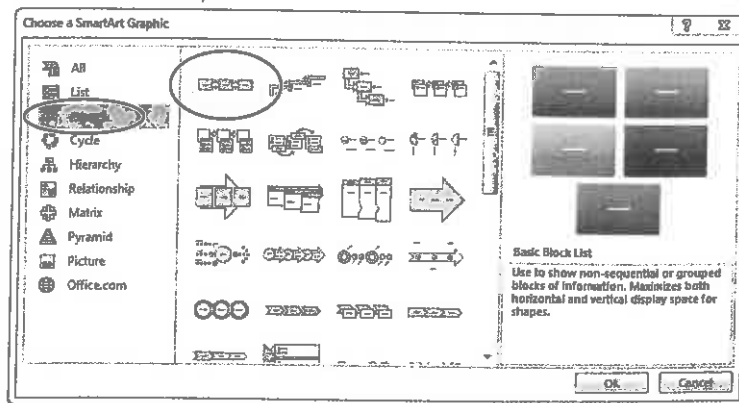 Choose a SmartArt Graphic
All
List
Cycle
Hierarchy
Relationship
Matrix
Pyramid
Picture
Office.com
Basic Block List
Use to show non-sequential or grouped
blocks of information. Maximizes both
horizontal and vertical display space for
shapes.
OK
Cancel